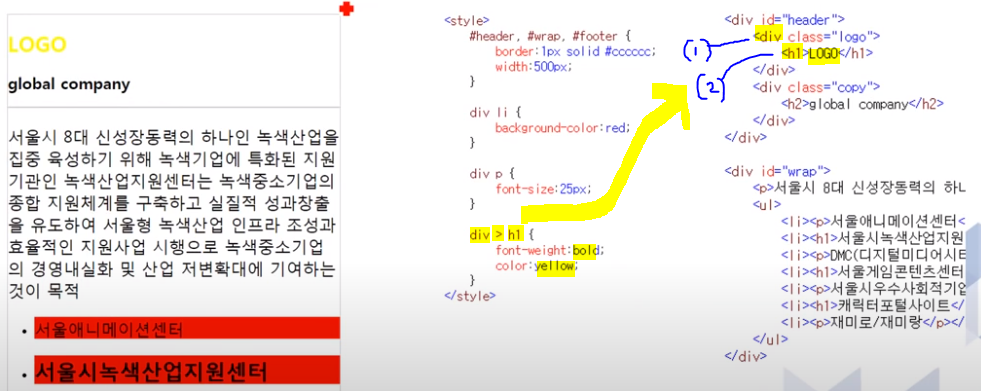 LOGO
global company
서울시 8대 신성장동력의 하나인 녹색산업을
집중 육성하기 위해 녹색기업에 특화된 지원
기관인 녹색산업지원센터는 녹색중소기업의
종합 지원체계를 구축하고 실질적 성과창출
을 유도하여 서울형 녹색산업 인프라 조성과
효율적인 지원사업 시행으로 녹색중소기업
의 경영내실화 및 산업 저변확대에 기여하는
것이 목적
• 서울애니메이션센터
• 서울시녹색산업지원센터
<style>
#header, #wrap, #footer {
border:1px solid #cccccc;
width:500px;
}
div li {
background-color:red;
}
div p {
font-size:25px;
}
div > h1 {
font-weight:bold;
color:yellow;
}
</style>
(1)
(2)
<div id="header">
<div class="logo">
<h1>LOGO</h1>
</div>
<div class="copy">
<h2>global company</h2>
</div>
</div>
<div id="wrap">
<p>서울시 8대 신성장동력의 하
<ul>
<li><p>서울애니메이션센터<
<li><h1>서울시녹색산업지원
<li><p>DMC(디지털미디어시티
<li><h1>서울게임콘텐츠센터
<li><p>서울시우수사회적기업
<li><h1>캐릭터포털사이트</
<li><p>재미로/재미랑</p></
</ul>
</div>